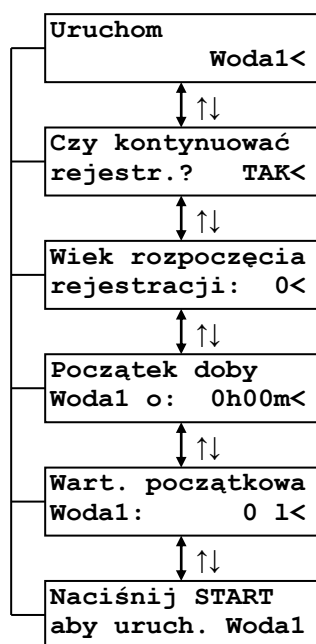 Uruchom
Woda1<
↑↓
Czy kontynuować
rejestr.? TAK<
↑↓
Wiek rozpoczęcia
rejestracji: 0<
↑↓
Początek doby
Woda1 o: 0h00m<
↑↓
Wart. początkowa
Woda1: 0 l<
↑↓
Naciśnij START
aby uruch. Woda1